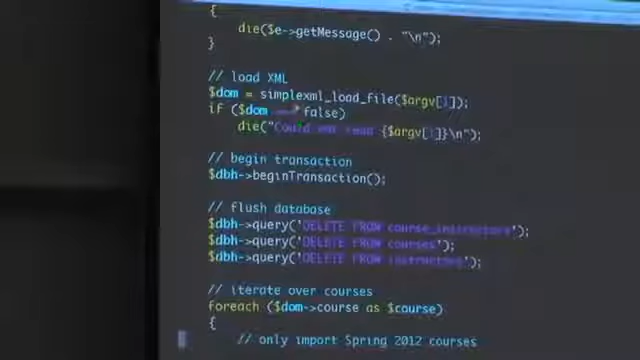 {
die($e->getMessage() . "\n");
}
// load XML
$dom = simplexml_load_file($argv[1]);
if ($dom === false)
die("Could not read {$argv[1]}\n");
// begin transaction
$dbh->beginTransaction();
// flush database
$dbh->query('DELETE FROM course_instructors');
$dbh->query('DELETE FROM courses');
$dbh->query('DELETE FROM instructors');
// iterate over courses
foreach ($dom->course as $course)
{
// only import Spring 2012 courses